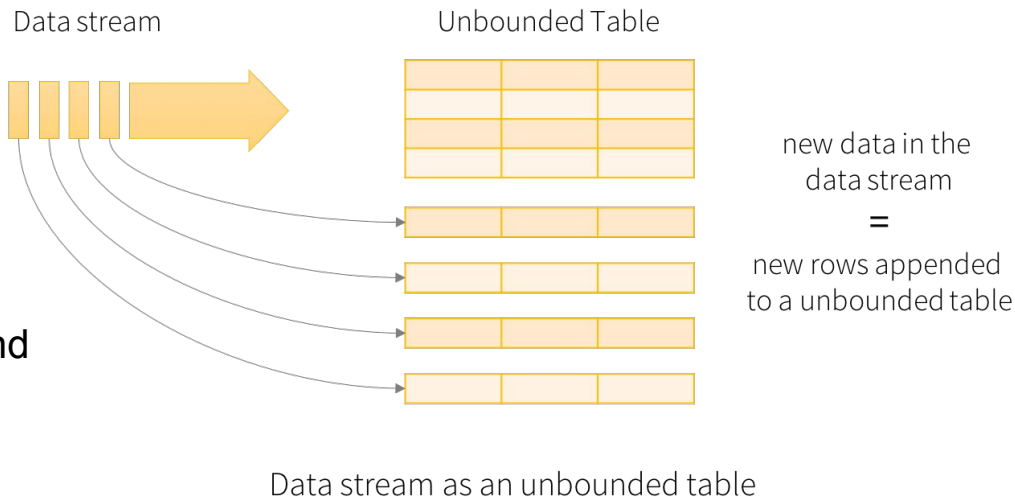 Data stream
Unbounded Table
new data in the
data stream
=
new rows appended
to a unbounded table
nd
Data stream as an unbounded table